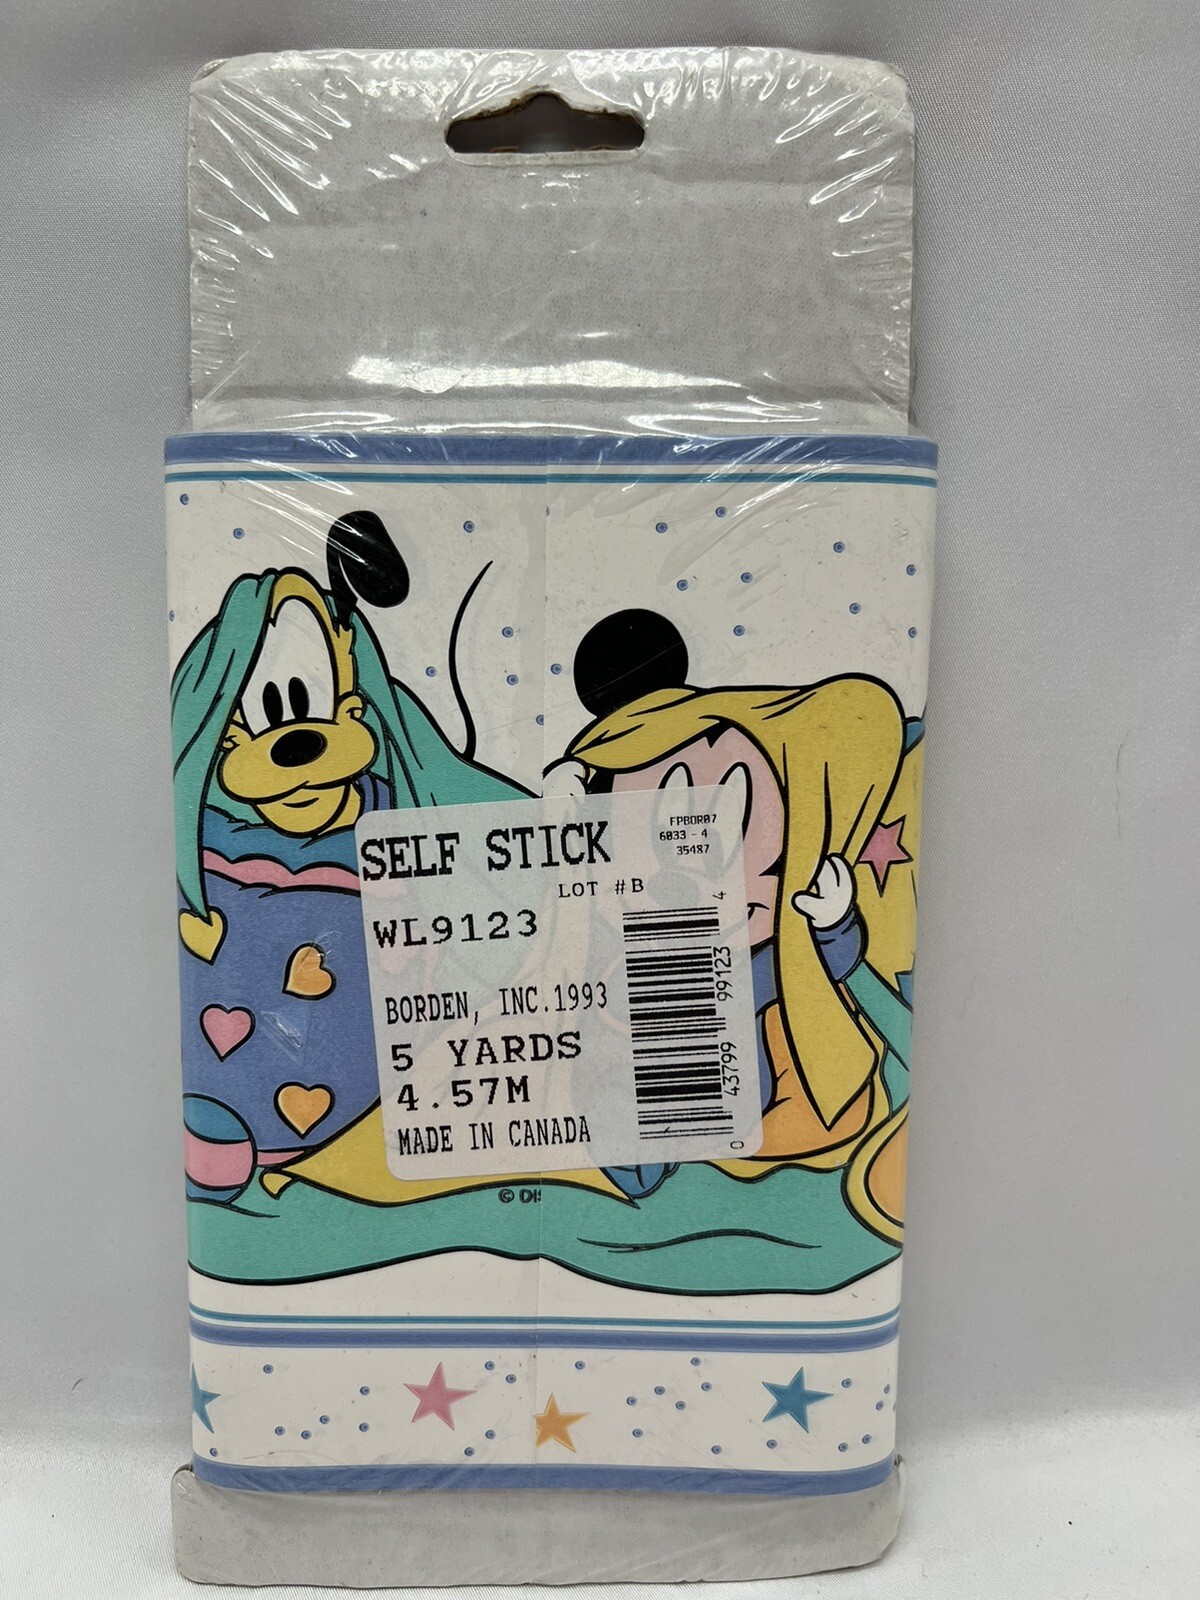 SELF STICK
FPBOR07
6033 - 4
35487
LOT #B
WL9123
BORDEN, INC.1993
5 YARDS
4.57M
MADE IN CANADA
0 43799 99123 4
© DIS